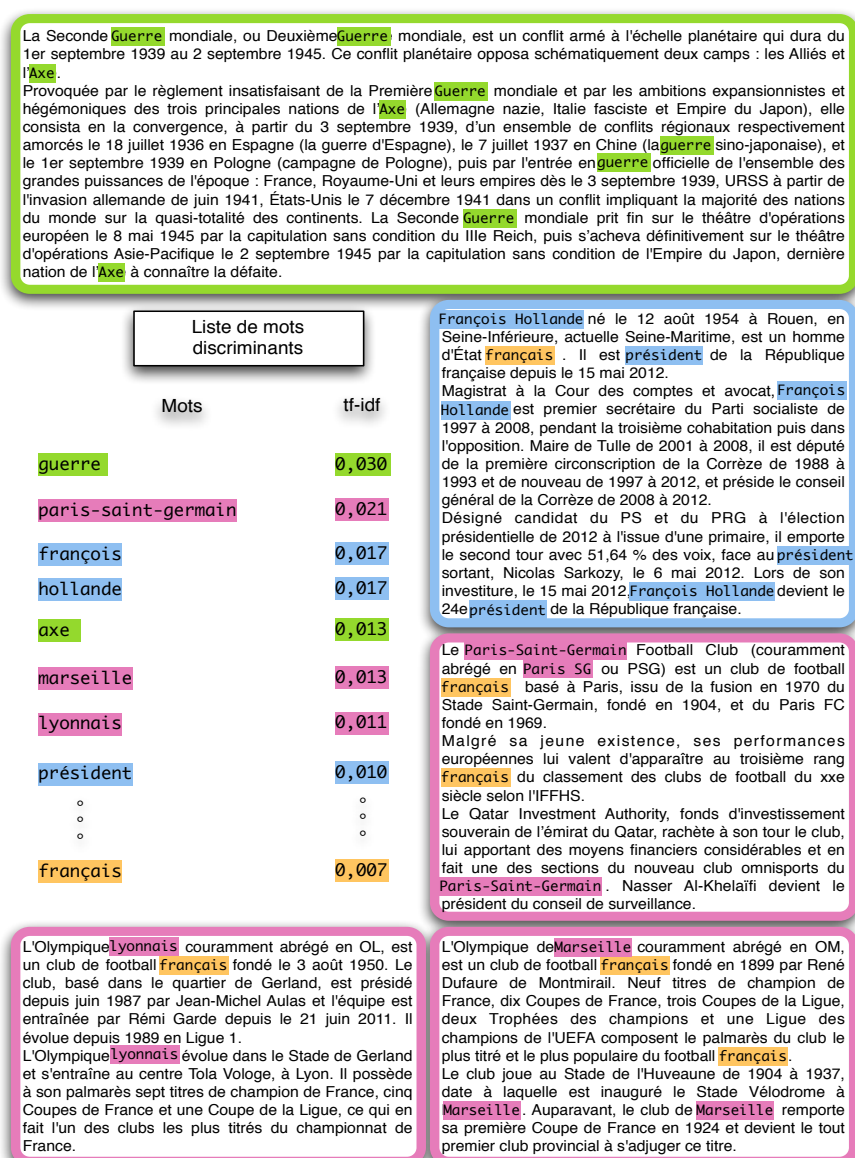 La Seconde Guerre mondiale, ou Deuxième Guerre mondiale, est un conflit armé à l'échelle planétaire qui dura du
1er septembre 1939 au 2 septembre 1945. Ce conflit planétaire opposa schématiquement deux camps : les Alliés et
l'Axe.
Provoquée par le règlement insatisfaisant de la Première Guerre mondiale et par les ambitions expansionnistes et
hégémoniques des trois principales nations de l'Axe (Allemagne nazie, Italie fasciste et Empire du Japon), elle
consista en la convergence, à partir du 3 septembre 1939, d'un ensemble de conflits régionaux respectivement
amorcés le 18 juillet 1936 en Espagne (la guerre d'Espagne), le 7 juillet 1937 en Chine (la guerre sino-japonaise), et
le 1er septembre 1939 en Pologne (campagne de Pologne), puis par l'entrée en guerre officielle de l'ensemble des
grandes puissances de l'époque : France, Royaume-Uni et leurs empires dès le 3 septembre 1939, URSS à partir de
l'invasion allemande de juin 1941, États-Unis le 7 décembre 1941 dans un conflit impliquant la majorité des nations
du monde sur la quasi-totalité des continents. La Seconde Guerre mondiale prit fin sur le théâtre d'opérations
européen le 8 mai 1945 par la capitulation sans condition du IIIe Reich, puis s'acheva définitivement sur le théâtre
d'opérations Asie-Pacifique le 2 septembre 1945 par la capitulation sans condition de l'Empire du Japon, dernière
nation de l'Axe à connaître la défaite.
Liste de mots
discriminants
Mots tf-idf
guerre 0,030
paris-saint-germain 0,021
françois 0,017
hollande 0,017
axe 0,013
marseille 0,013
lyonnais 0,011
président 0,010
français 0,007
François Hollande né le 12 août 1954 à Rouen, en
Seine-Inférieure, actuelle Seine-Maritime, est un homme
d'État français . Il est président de la République
française depuis le 15 mai 2012.
Magistrat à la Cour des comptes et avocat, François
Hollande est premier secrétaire du Parti socialiste de
1997 à 2008, pendant la troisième cohabitation puis dans
l'opposition. Maire de Tulle de 2001 à 2008, il est député
de la première circonscription de la Corrèze de 1988 à
1993 et de nouveau de 1997 à 2012, et préside le conseil
général de la Corrèze de 2008 à 2012.
Désigné candidat du PS et du PRG à l'élection
présidentielle de 2012 à l'issue d'une primaire, il emporte
le second tour avec 51,64 % des voix, face au président
sortant, Nicolas Sarkozy, le 6 mai 2012. Lors de son
investiture, le 15 mai 2012, François Hollande devient le
24e président de la République française.
Le Paris-Saint-Germain Football Club (couramment
abrégé en Paris SG ou PSG) est un club de football
français basé à Paris, issu de la fusion en 1970 du
Stade Saint-Germain, fondé en 1904, et du Paris FC
fondé en 1969.
Malgré sa jeune existence, ses performances
européennes lui valent d'apparaître au troisième rang
français du classement des clubs de football du xxe
siècle selon l'IFFHS.
Le Qatar Investment Authority, fonds d'investissement
souverain de l'émirat du Qatar, rachète à son tour le club,
lui apportant des moyens financiers considérables et en
fait une des sections du nouveau club omnisports du
Paris-Saint-Germain. Nasser Al-Khelaïfi devient le
président du conseil de surveillance.
L'Olympique lyonnais couramment abrégé en OL, est
un club de football français fondé le 3 août 1950. Le
club, basé dans le quartier de Gerland, est présidé
depuis juin 1987 par Jean-Michel Aulas et l'équipe est
entraînée par Rémi Garde depuis le 21 juin 2011. Il
évolue depuis 1989 en Ligue 1.
L'Olympique lyonnais évolue dans le Stade de Gerland
et s'entraîne au centre Tola Vologe, à Lyon. Il possède
à son palmarès sept titres de champion de France, cinq
Coupes de France et une Coupe de la Ligue, ce qui en
fait l'un des clubs les plus titrés du championnat de
France.
L'Olympique de Marseille couramment abrégé en OM,
est un club de football français fondé en 1899 par René
Dufaure de Montmirail. Neuf titres de champion de
France, dix Coupes de France, trois Coupes de la Ligue,
deux Trophées des champions et une Ligue des
champions de l'UEFA composent le palmarès du club le
plus titré et le plus populaire du football français.
Le club joue au Stade de l'Huveaune de 1904 à 1937,
date à laquelle est inauguré le Stade Vélodrome à
Marseille. Auparavant, le club de Marseille remporte
sa première Coupe de France en 1924 et devient le tout
premier club provincial à s'adjuger ce titre.